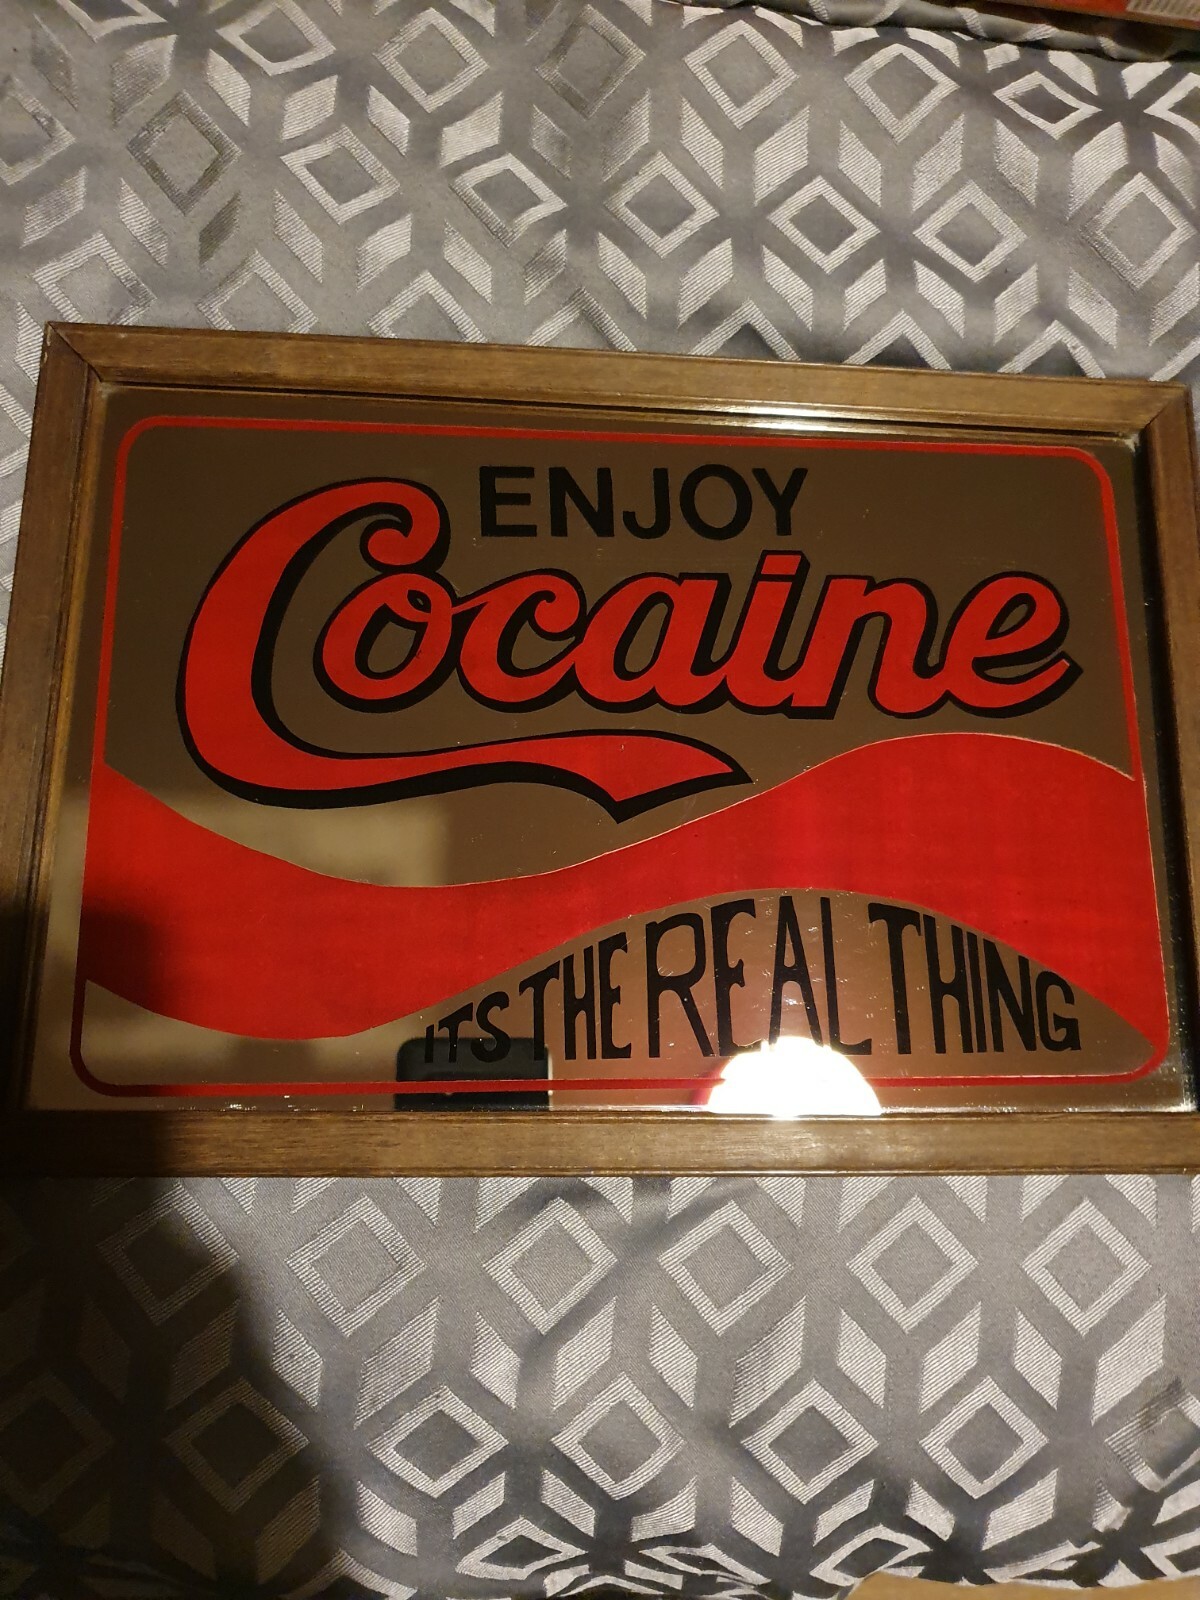 ENJOY
Cocaine
ITS THE REAL THING